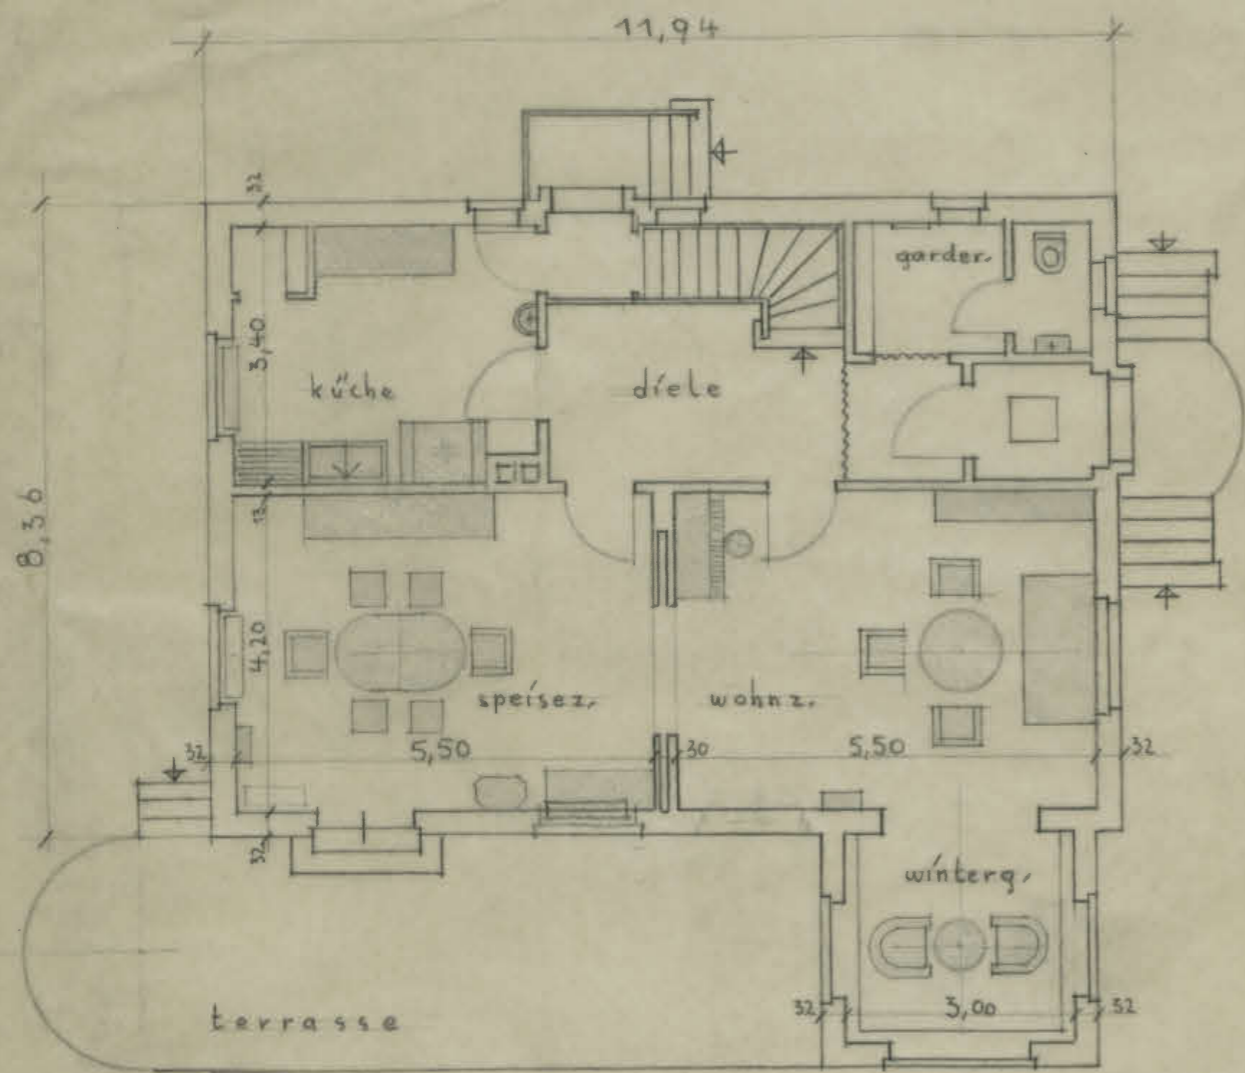 11,94
32
garder.
3,40
küche
diele
8,36
13
4,20
speisez.
wohnz.
32
5,50
30
5,50
32
32
winterg.
32
3,00
32
terrasse